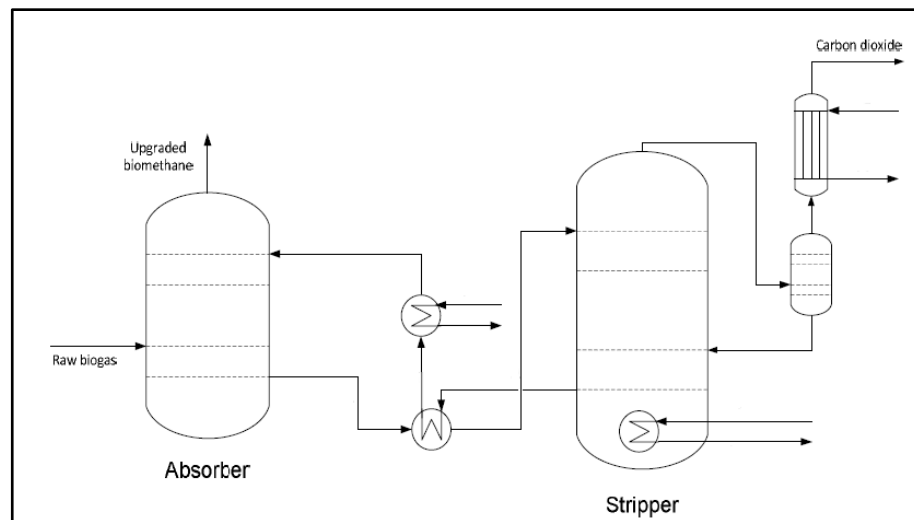 Carbon dioxide
Upgraded
biomethane
Raw biogas
Absorber
Stripper